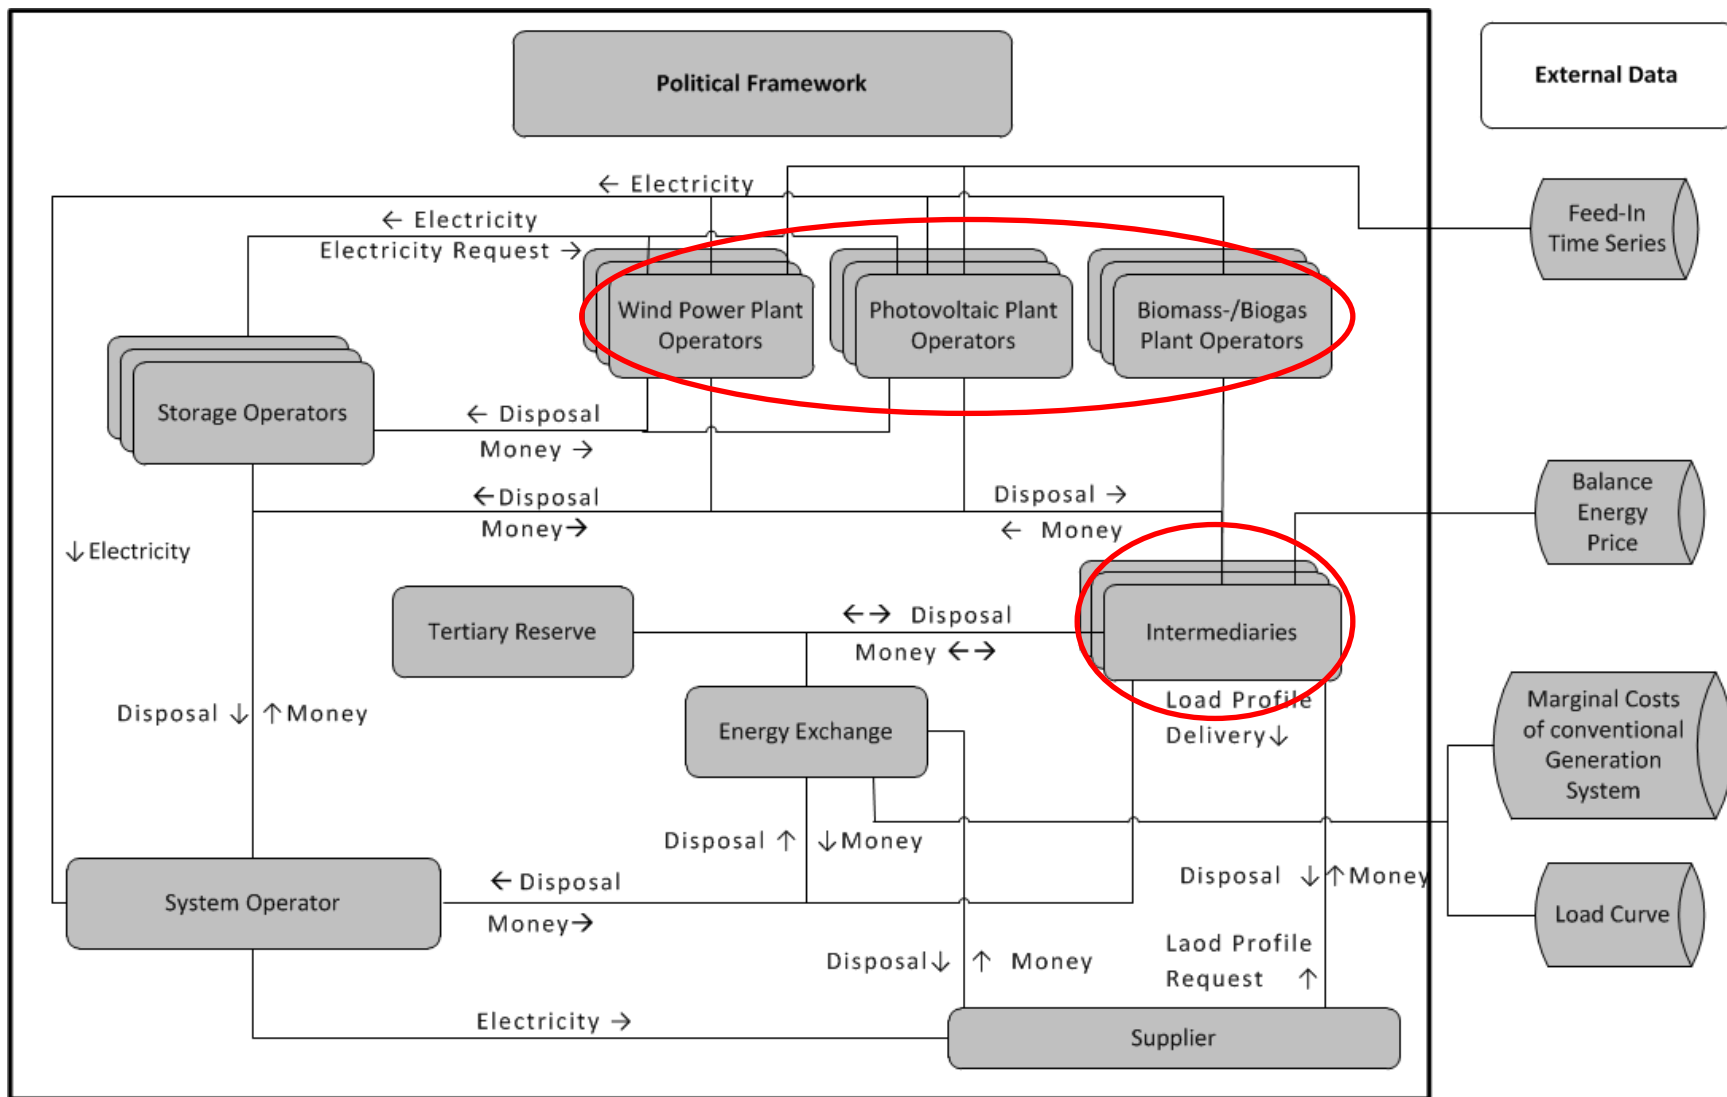 Political Framework
External Data
← Electricity
← Electricity
Electricity Request →
Feed-In
Time Series
Wind Power Plant
Operators
Photovoltaic Plant
Operators
Biomass-/Biogas
Plant Operators
Storage Operators
← Disposal
Money →
← Disposal
Money →
Disposal →
← Money
Balance
Energy
Price
↓ Electricity
Tertiary Reserve
←→ Disposal
Money ←→
Intermediaries
Disposal ↓ ↑ Money
Energy Exchange
Load Profile
Delivery ↓
Marginal Costs
of conventional
Generation
System
Disposal ↑ ↓ Money
System Operator
← Disposal
Money →
Disposal ↓ ↑ Money
Load Curve
Disposal ↓ ↑ Money
Laod Profile
Request ↑
Electricity →
Supplier